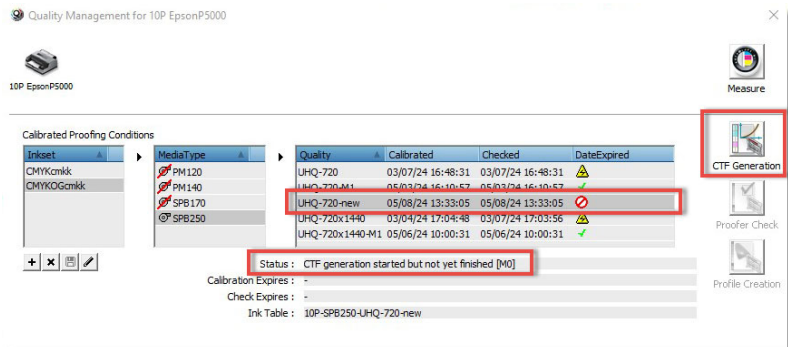 Quality Management for 10P EpsonP5000
10P EpsonP5000
Measure
Calibrated Proofing Conditions
Inkset MediaType Quality Calibrated Checked DateExpired
CMYKcmkk PM120 UHQ-720 03/07/24 16:48:31 03/07/24 16:48:31
CMYKOGcmkk PM140 UHQ-720-M1 05/03/24 16:10:57 05/03/24 16:10:57
SPB170 UHQ-720-new 05/08/24 13:33:05 05/08/24 13:33:05
SPB250 UHQ-720x1440 03/04/24 17:04:48 03/07/24 17:03:56
UHQ-720x1440-M1 05/06/24 10:00:31 05/06/24 10:00:31
CTF Generation
Proofer Check
Profile Creation
Status : CTF generation started but not yet finished [M0]
Calibration Expires : -
Check Expires : -
Ink Table : 10P-SPB250-UHQ-720-new